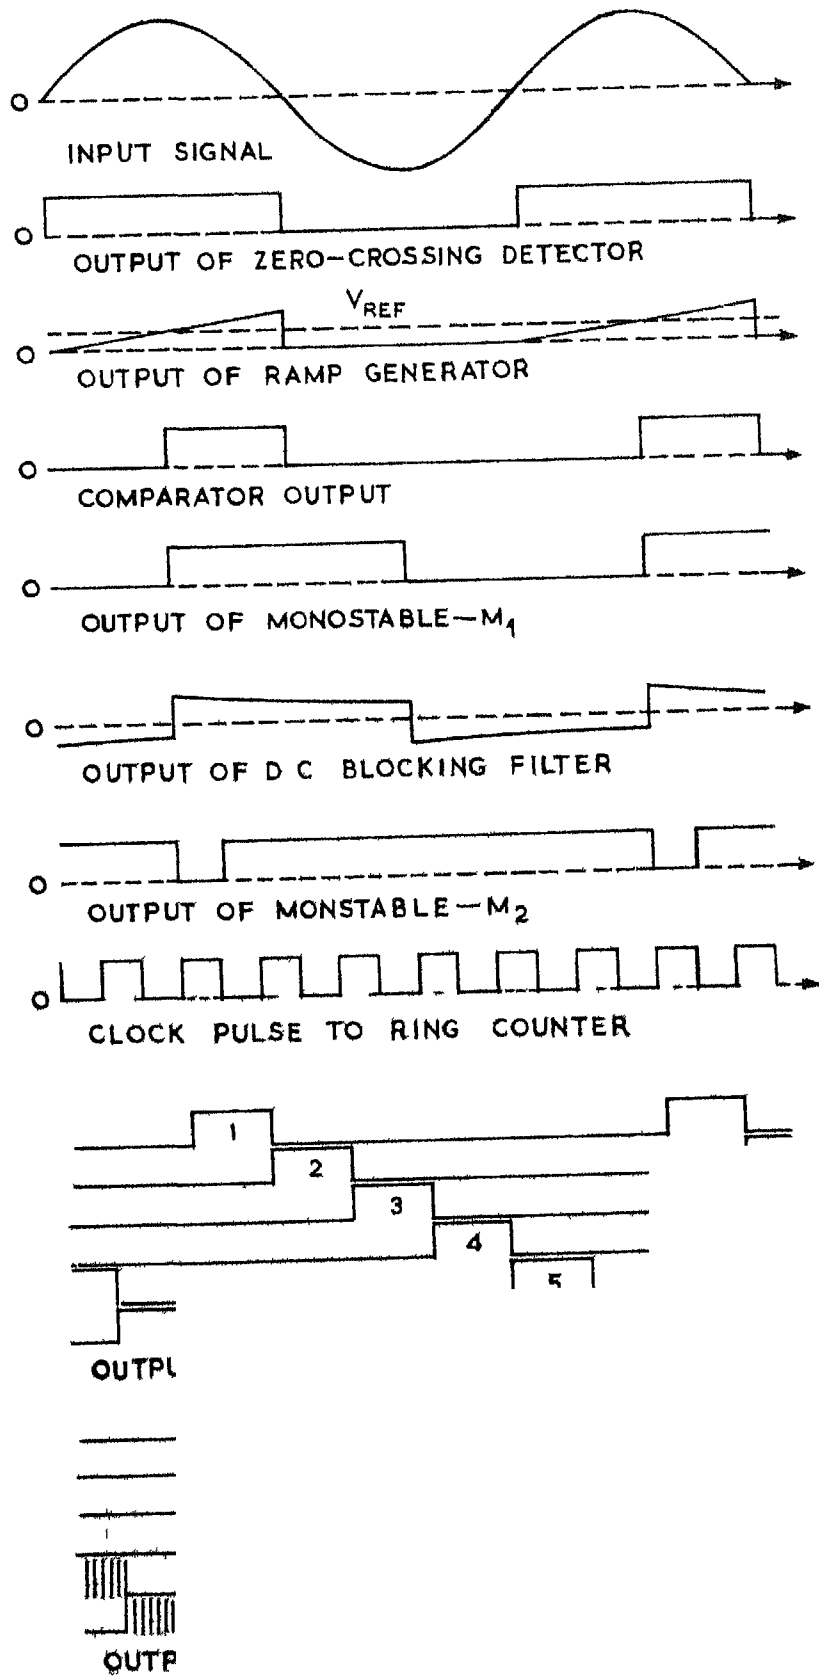 O
INPUT SIGNAL
O
OUTPUT OF ZERO-CROSSING DETECTOR
VREF
O
OUTPUT OF RAMP GENERATOR
O
COMPARATOR OUTPUT
O
OUTPUT OF MONOSTABLE-M1
O
OUTPUT OF D C BLOCKING FILTER
O
OUTPUT OF MONSTABLE-M2
O
CLOCK PULSE TO RING COUNTER
1
2
3
4
5